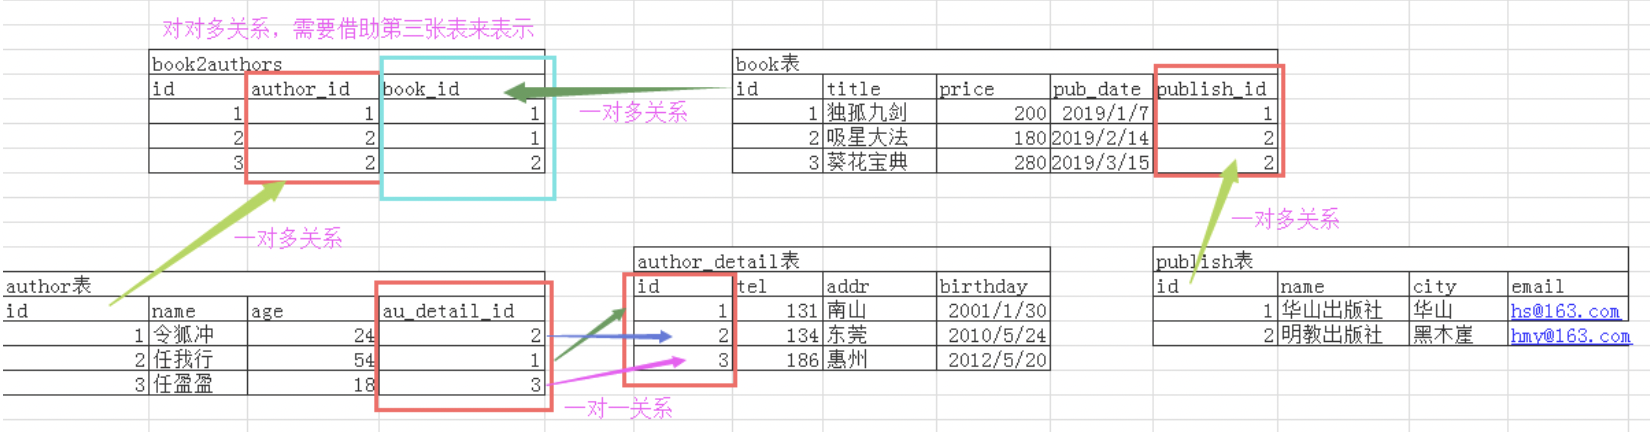 对对多关系，需要借助第三张表来表示
book2authors
id author_id book_id
1 1 1
2 2 1
3 2 2
一对多关系
book表
id title price pub_date publish_id
1 独孤九剑 200 2019/1/7 1
2 吸星大法 180 2019/2/14 2
3 葵花宝典 280 2019/3/15 2
一对多关系
一对多关系
author表
id name age au_detail_id
1 令狐冲 24 2
2 任我行 54 1
3 任盈盈 18 3
author_detail表
id tel addr birthday
1 131 南山 2001/1/30
2 134 东莞 2010/5/24
3 186 惠州 2012/5/20
一对一关系
publish表
id name city email
1 华山出版社 华山 hs@163.com
2 明教出版社 黑木崖 hmy@163.com